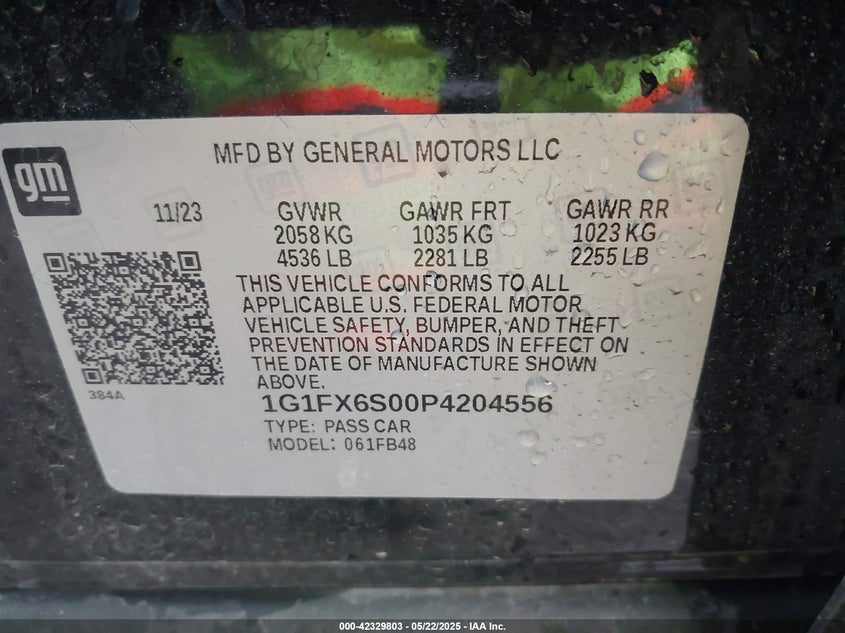 MFD BY GENERAL MOTORS LLC
gm
11/23 GVWR GAWR FRT GAWR RR
2058 KG 1035 KG 1023 KG
4536 LB 2281 LB 2255 LB
THIS VEHICLE CONFORMS TO ALL
APPLICABLE U.S. FEDERAL MOTOR
VEHICLE SAFETY, BUMPER, AND THEFT
PREVENTION STANDARDS IN EFFECT ON
THE DATE OF MANUFACTURE SHOWN
ABOVE.
384A
1G1FX6S00P4204556
TYPE: PASS CAR
MODEL: 061FB48
000-42329803 - 05/22/2025 - IAA Inc.